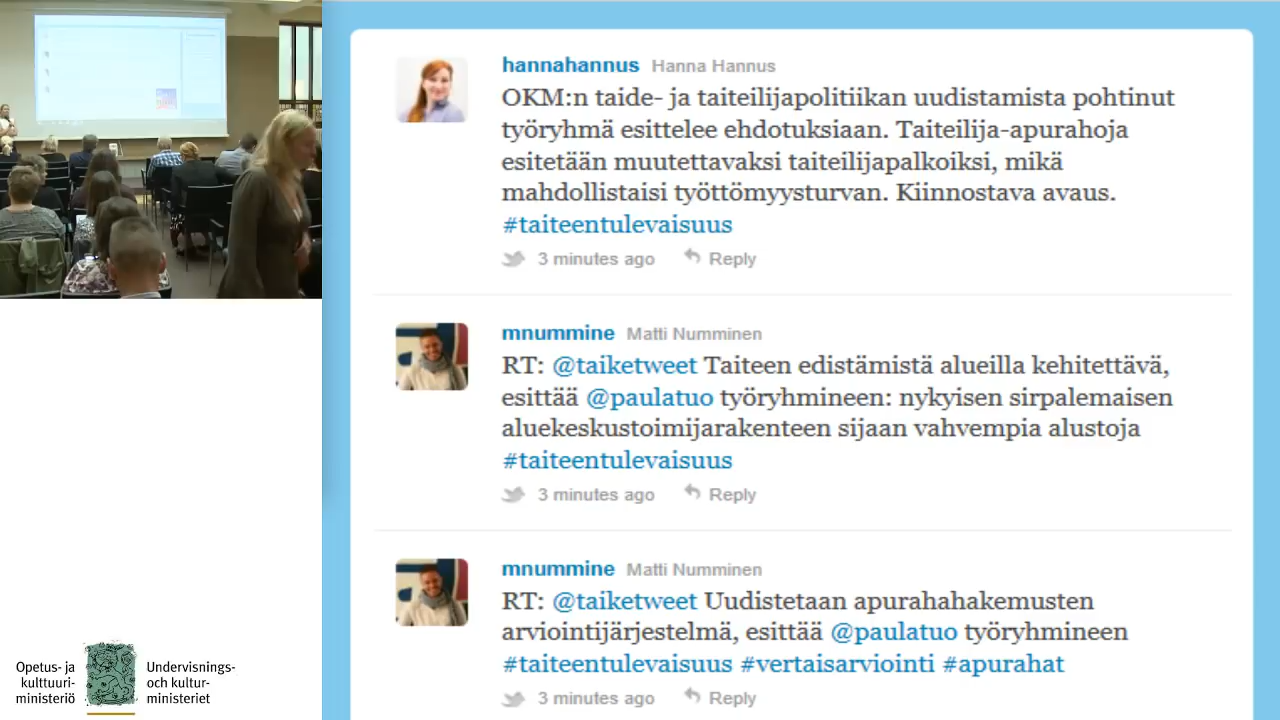 hannahannus Hanna Hannus
OKM:n taide- ja taiteilijapolitiikan uudistamista pohtinut
työryhmä esittelee ehdotuksiaan. Taiteilija-apurahoja
esitetään muutettavaksi taiteilijapalkoiksi, mikä
mahdollistaisi työttömyysturvan. Kiinnostava avaus.
#taiteentulevaisuus
3 minutes ago Reply
mnummine Matti Numminen
RT: @taiketweet Taiteen edistämistä alueilla kehitettävä,
esittää @paulatuo työryhmineen: nykyisen sirpalemaisen
aluekeskustoimijarakenteen sijaan vahvempia alustoja
#taiteentulevaisuus
3 minutes ago Reply
mnummine Matti Numminen
RT: @taiketweet Uudistetaan apurahahakemusten
arviointijärjestelmä, esittää @paulatuo työryhmineen
#taiteentulevaisuus #vertaisarviointi #apurahat
3 minutes ago Reply
Opetus- ja
kulttuuri-
ministeriö
Undervisnings-
och kultur-
ministeriet